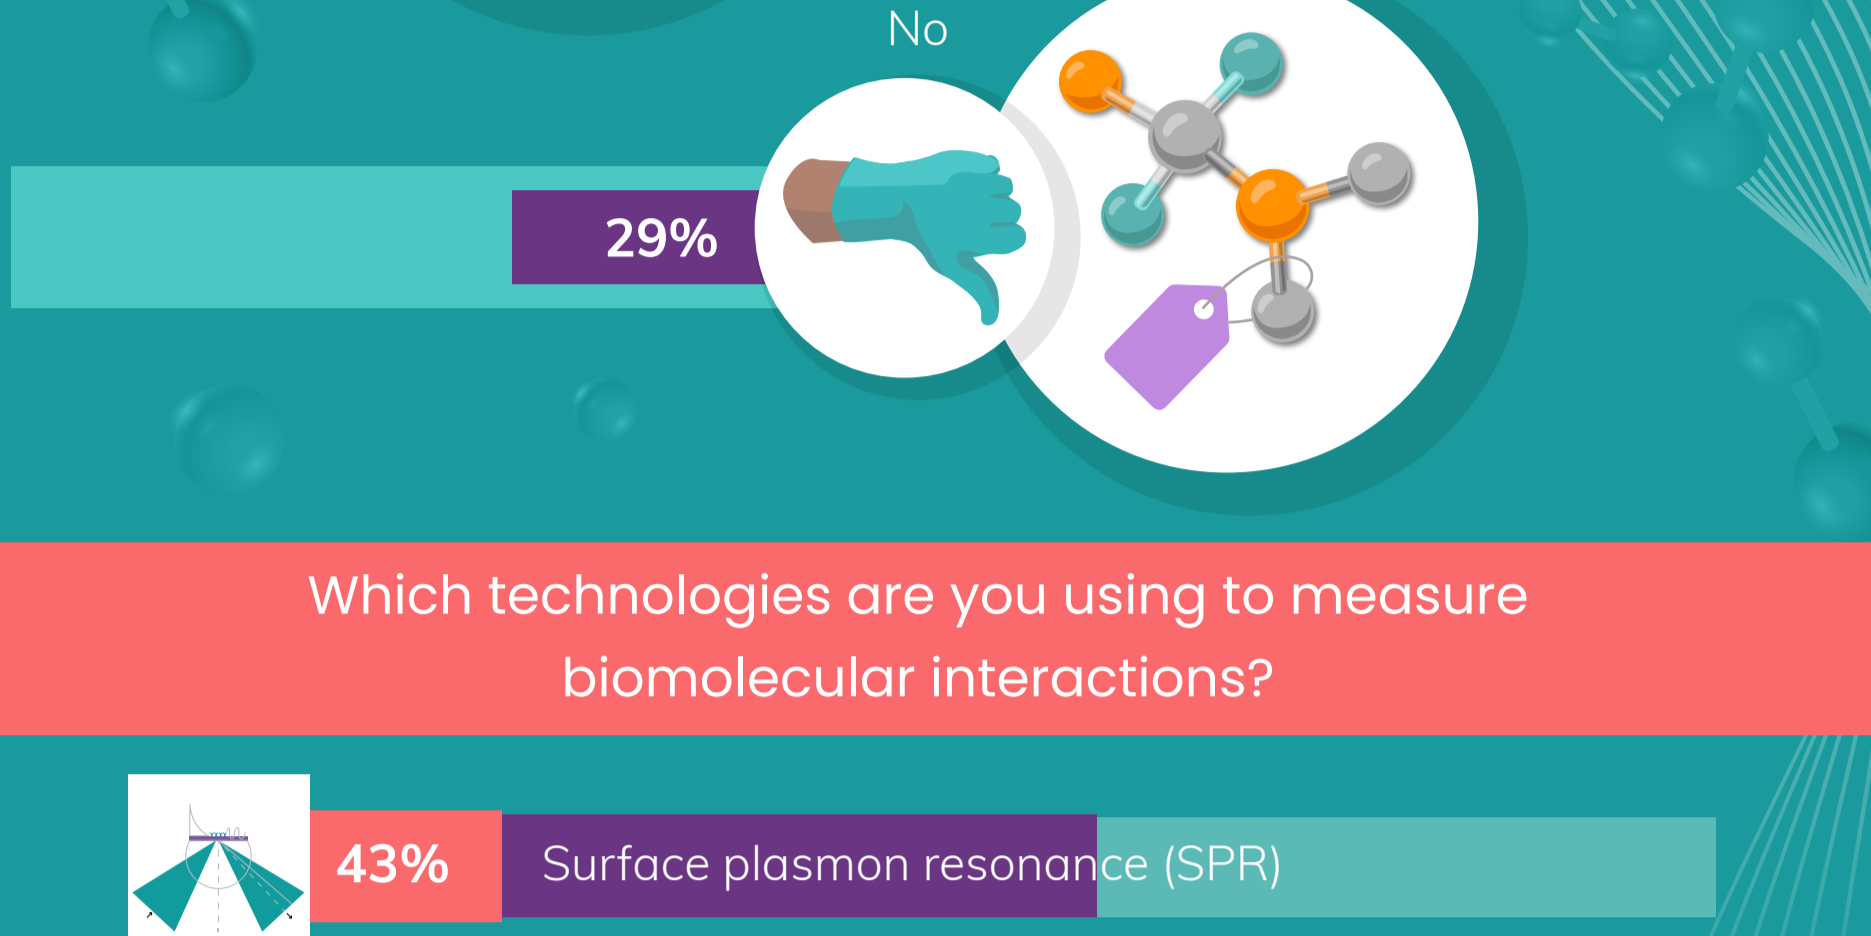 No
29%
Which technologies are you using to measure
biomolecular interactions?
43%
Surface plasmon resonance (SPR)